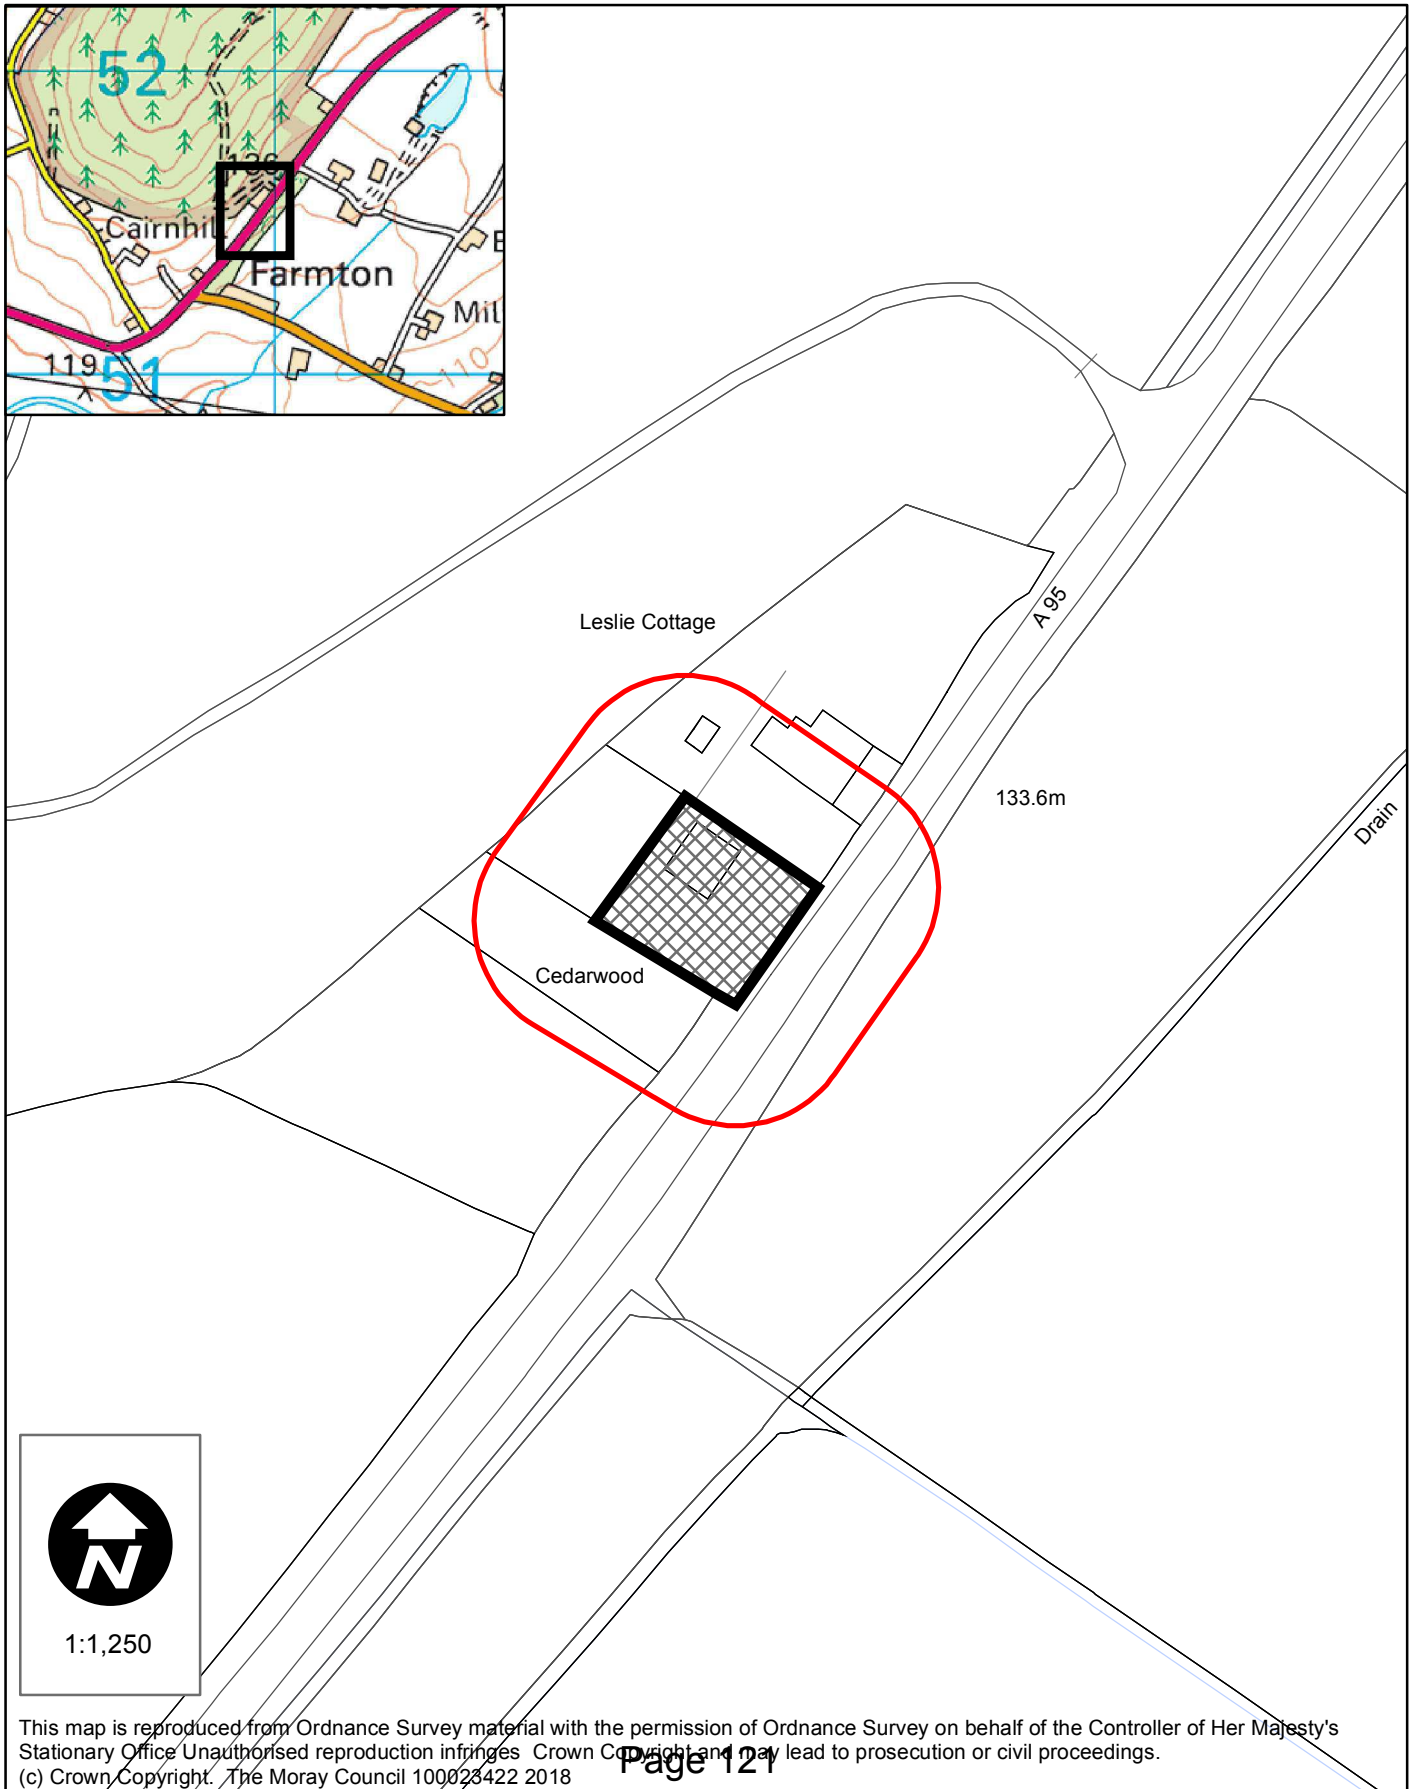 52
136
Cairnhill
Farmton
Mil
119
51
110
Leslie Cottage
A 95
133.6m
Drain
Cedarwood
N
1:1,250
This map is reproduced from Ordnance Survey material with the permission of Ordnance Survey on behalf of the Controller of Her Majesty's
Stationary Office Unauthorised reproduction infringes Crown Copyright and may lead to prosecution or civil proceedings.
(c) Crown Copyright. The Moray Council 100023422 2018
Page 121